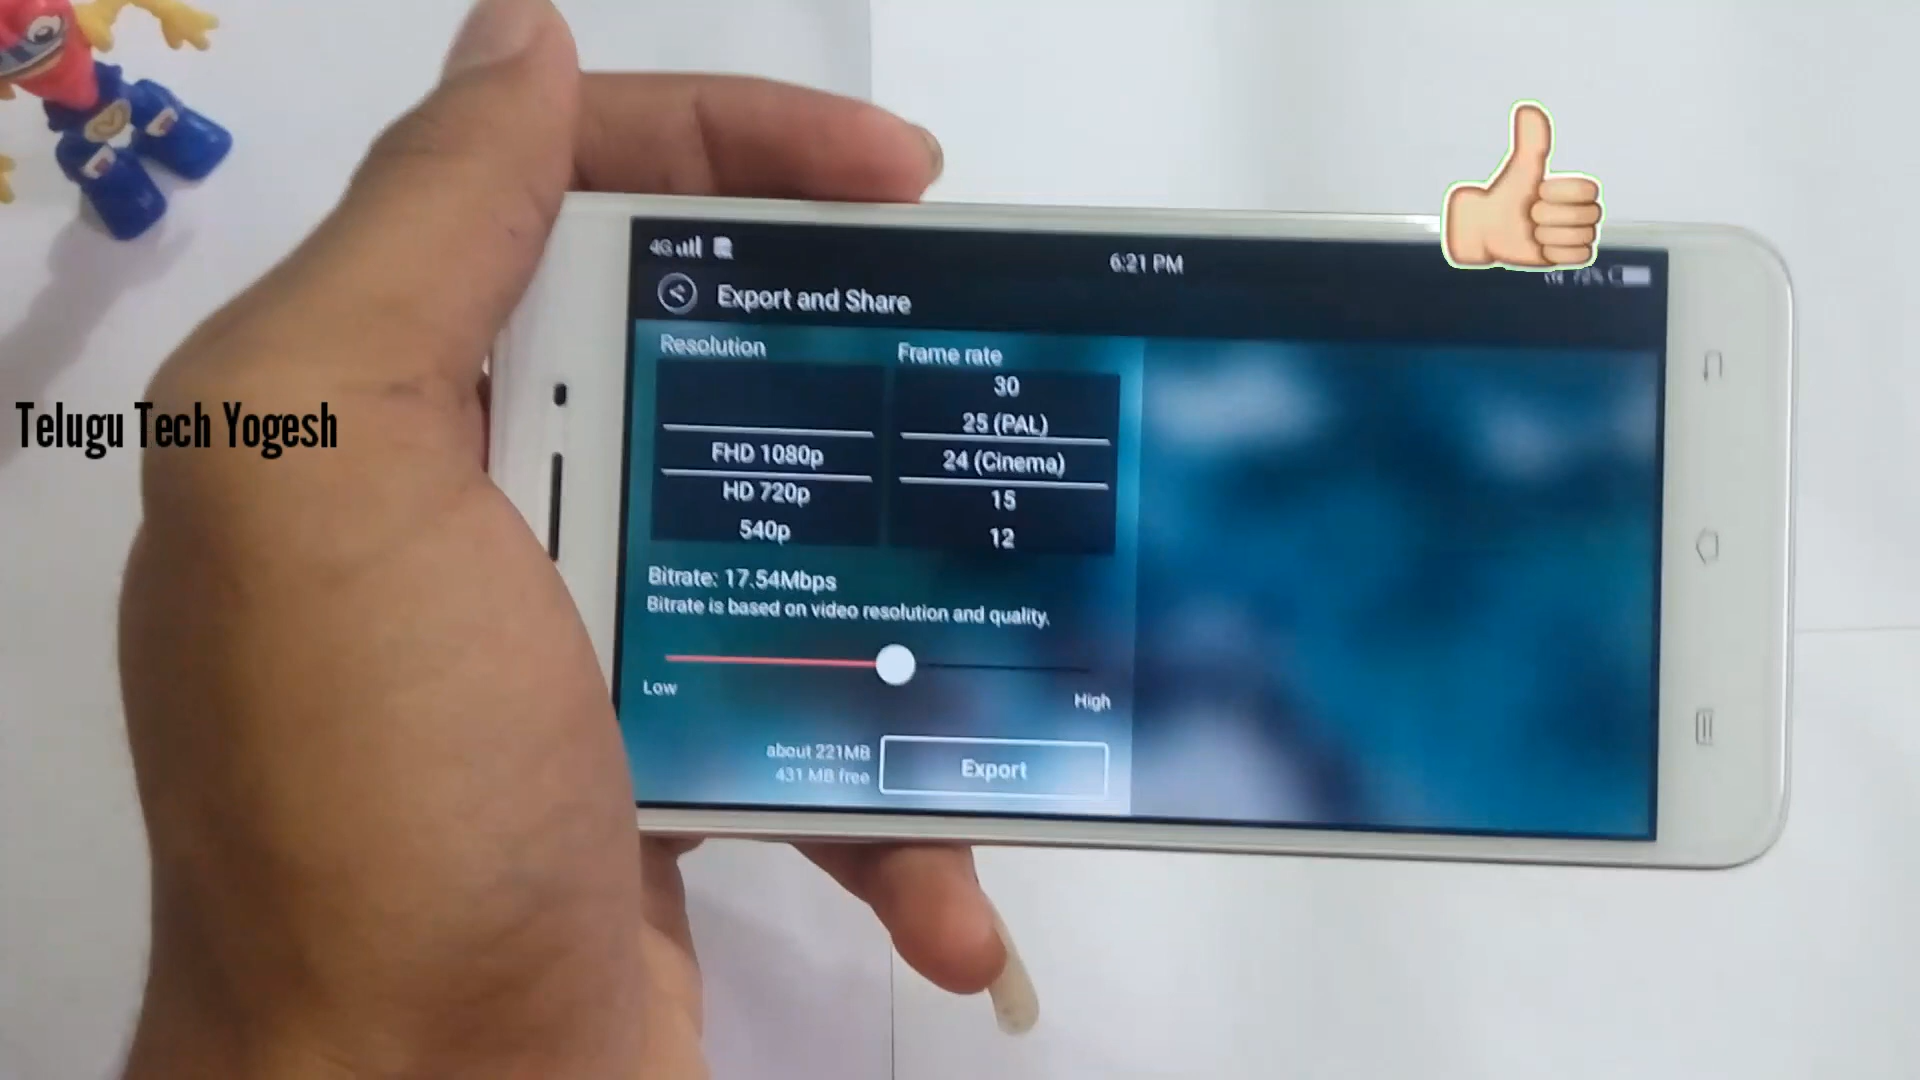 4G
6:21 PM
Export and Share
Resolution
Frame rate
30
25 (PAL)
FHD 1080p
24 (Cinema)
HD 720p
15
540p
12
Bitrate: 17.54Mbps
Bitrate is based on video resolution and quality.
Low
High
about 221MB
431 MB free
Export
Telugu Tech Yogesh